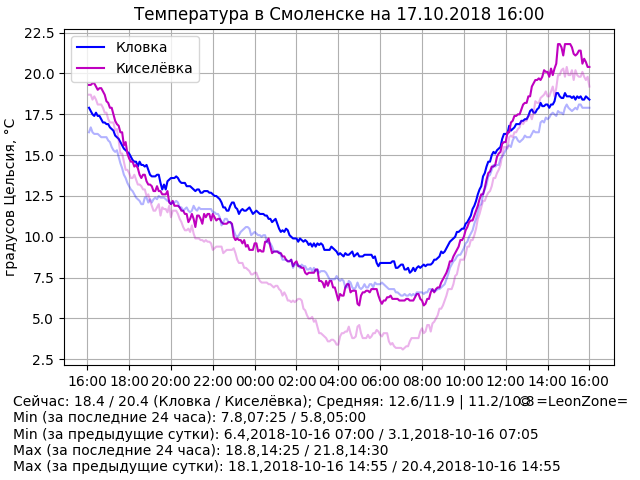 Температура в Смоленске на 17.10.2018 16:00
Кловка
Киселёвка
градусов Цельсия, °C
22.5
20.0
17.5
15.0
12.5
10.0
7.5
5.0
2.5
16:00 18:00 20:00 22:00 00:00 02:00 04:00 06:00 08:00 10:00 12:00 14:00 16:00
Сейчас: 18.4 / 20.4 (Кловка / Киселёвка); Средняя: 12.6/11.9 | 11.2/10.8 © =LeonZone=
Min (за последние 24 часа): 7.8,07:25 / 5.8,05:00
Min (за предыдущие сутки): 6.4,2018-10-16 07:00 / 3.1,2018-10-16 07:05
Max (за последние 24 часа): 18.8,14:25 / 21.8,14:30
Max (за предыдущие сутки): 18.1,2018-10-16 14:55 / 20.4,2018-10-16 14:55